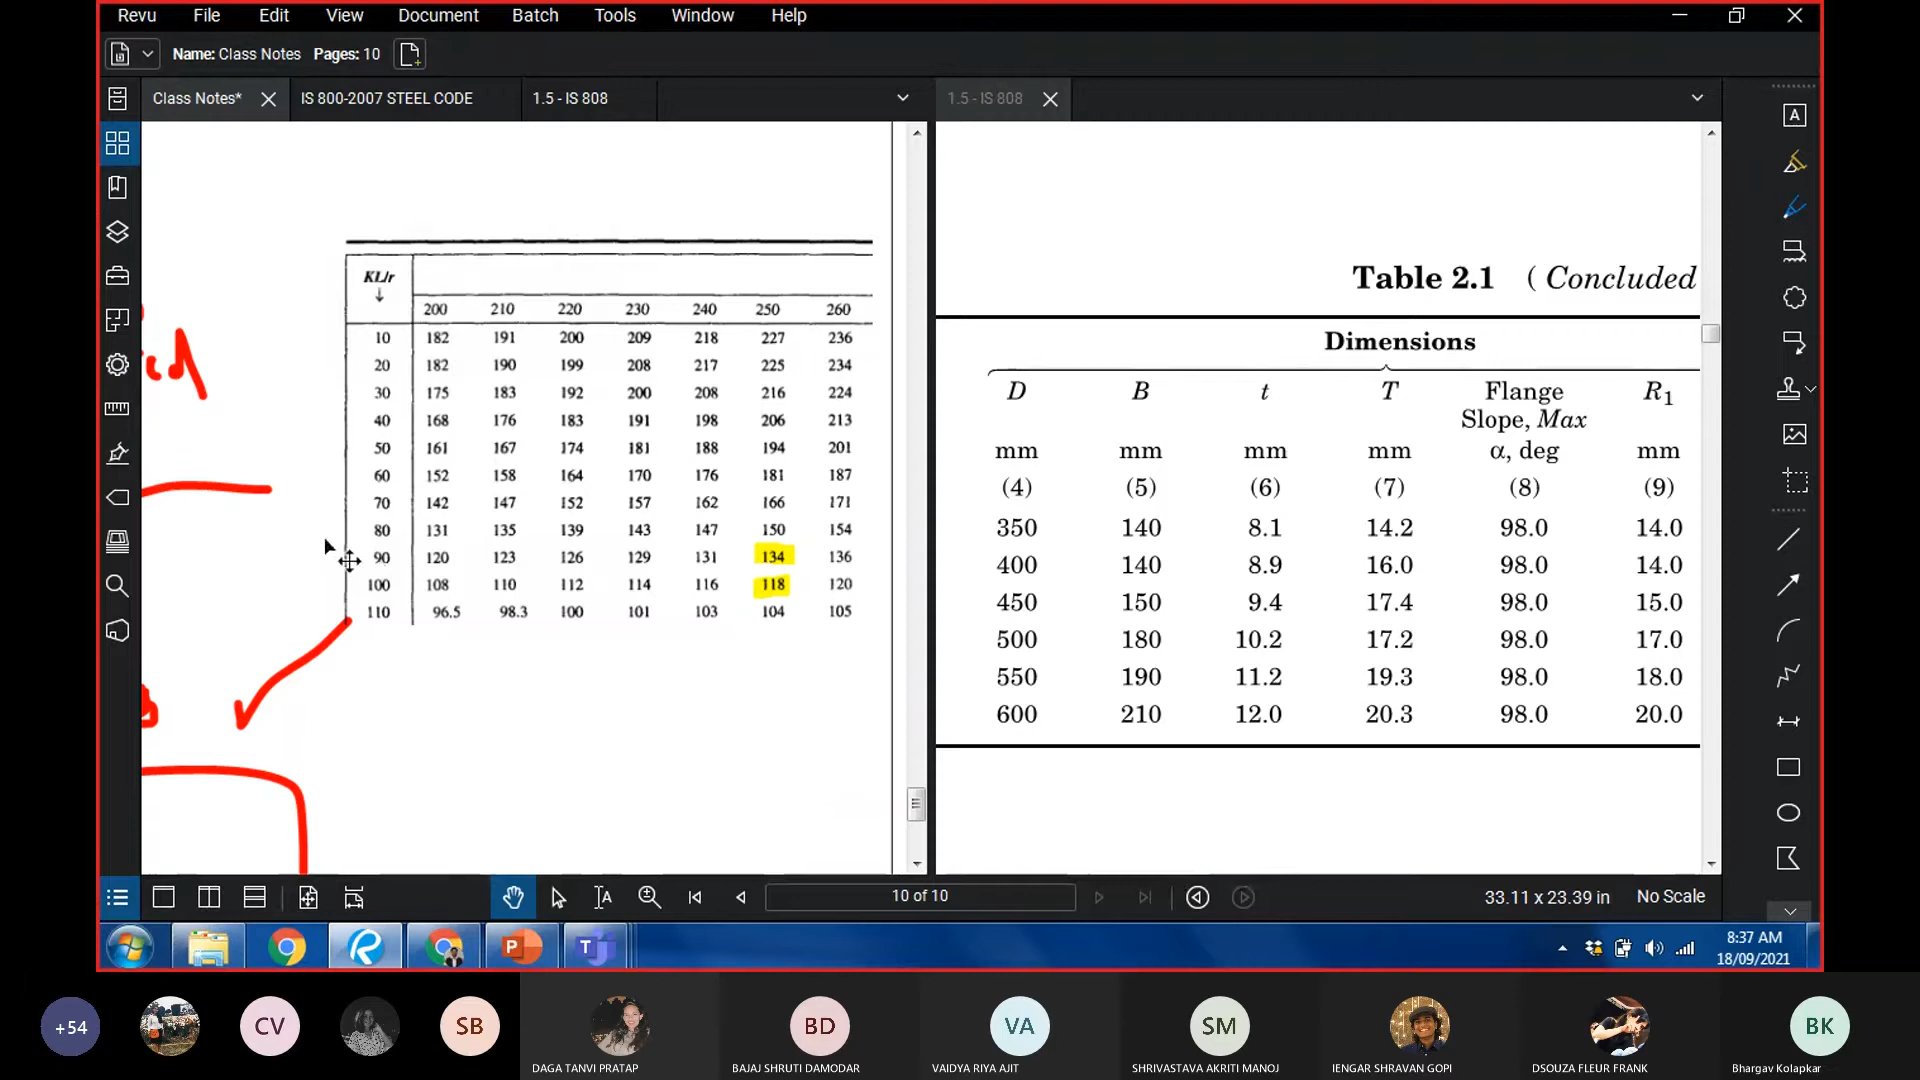 Revu File Edit View Document Batch Tools Window Help
Name: Class Notes Pages: 10
Class Notes* IS 800-2007 STEEL CODE 1.5 - IS 808
1.5 - IS 808
KL/r
↓
200 210 220 230 240 250 260
10 182 191 200 209 218 227 236
20 182 190 199 208 217 225 234
30 175 183 192 200 208 216 224
40 168 176 183 191 198 206 213
50 161 167 174 181 188 194 201
60 152 158 164 170 176 181 187
70 142 147 152 157 162 166 171
80 131 135 139 143 147 150 154
90 120 123 126 129 131 134 136
100 108 110 112 114 116 118 120
110 96.5 98.3 100 101 103 104 105
Table 2.1 ( Concluded
Dimensions
D B t T Flange Slope, Max α, deg R1
mm mm mm mm mm
(4) (5) (6) (7) (8) (9)
350 140 8.1 14.2 98.0 14.0
400 140 8.9 16.0 98.0 14.0
450 150 9.4 17.4 98.0 15.0
500 180 10.2 17.2 98.0 17.0
550 190 11.2 19.3 98.0 18.0
600 210 12.0 20.3 98.0 20.0
10 of 10
33.11 x 23.39 in No Scale
8:37 AM
18/09/2021
+54 CV SB BD VA SM BK
DAGA TANVI PRATAP BAJAJ SHRUTI DAMODAR VAIDYA RIYA AJIT SHRIVASTAVA AKRITI MANOJ IENGAR SHRAVAN GOPI DSOUZA FLEUR FRANK Bhargav Kolapkar